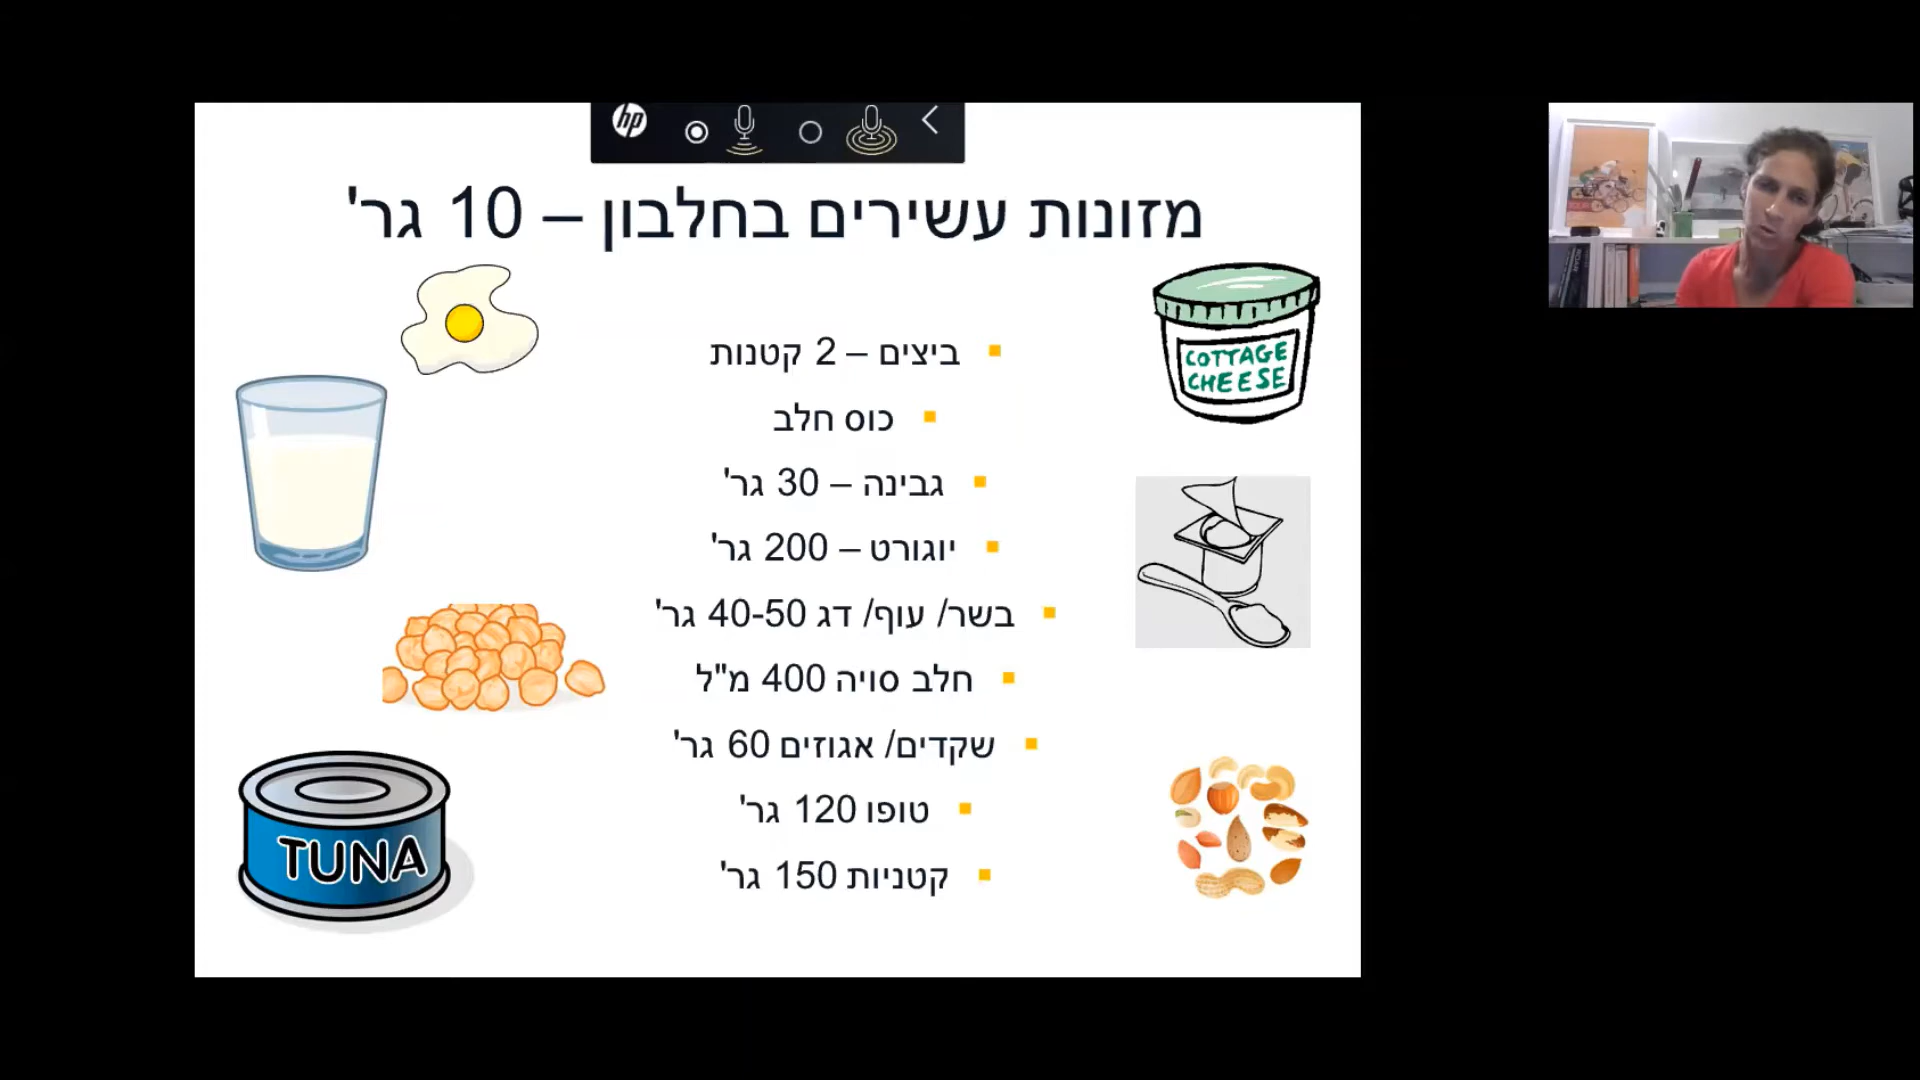 hp
מזונות עשירים בחלבון – 10 גר'
ביצים – 2 קטנות
כוס חלב
גבינה – 30 גר'
יוגורט – 200 גר'
בשר/ עוף/ דג 40-50 גר'
חלב סויה 400 מ"ל
שקדים/ אגוזים 60 גר'
טופו 120 גר'
קטניות 150 גר'
COTTAGE
CHEESE
TUNA